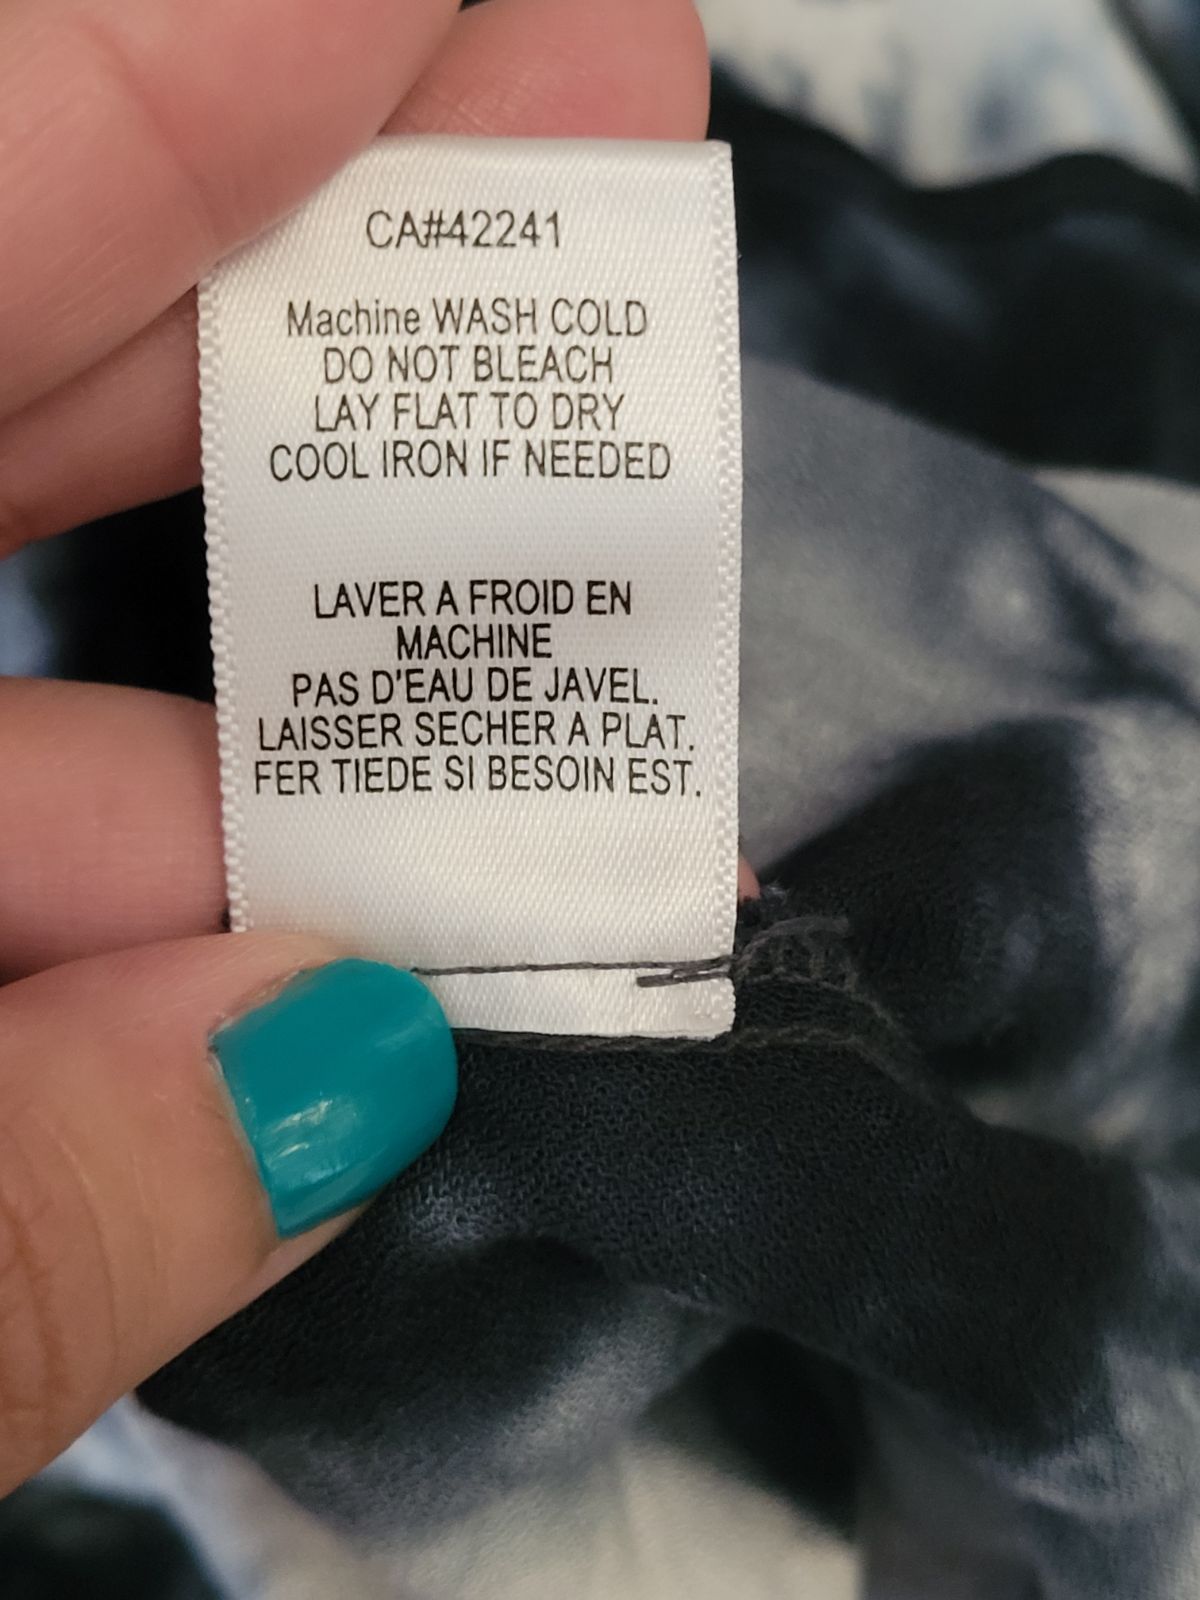 CA#42241
Machine WASH COLD
DO NOT BLEACH
LAY FLAT TO DRY
COOL IRON IF NEEDED
LAVER A FROID EN
MACHINE
PAS D'EAU DE JAVEL.
LAISSER SECHER A PLAT.
FER TIEDE SI BESOIN EST.